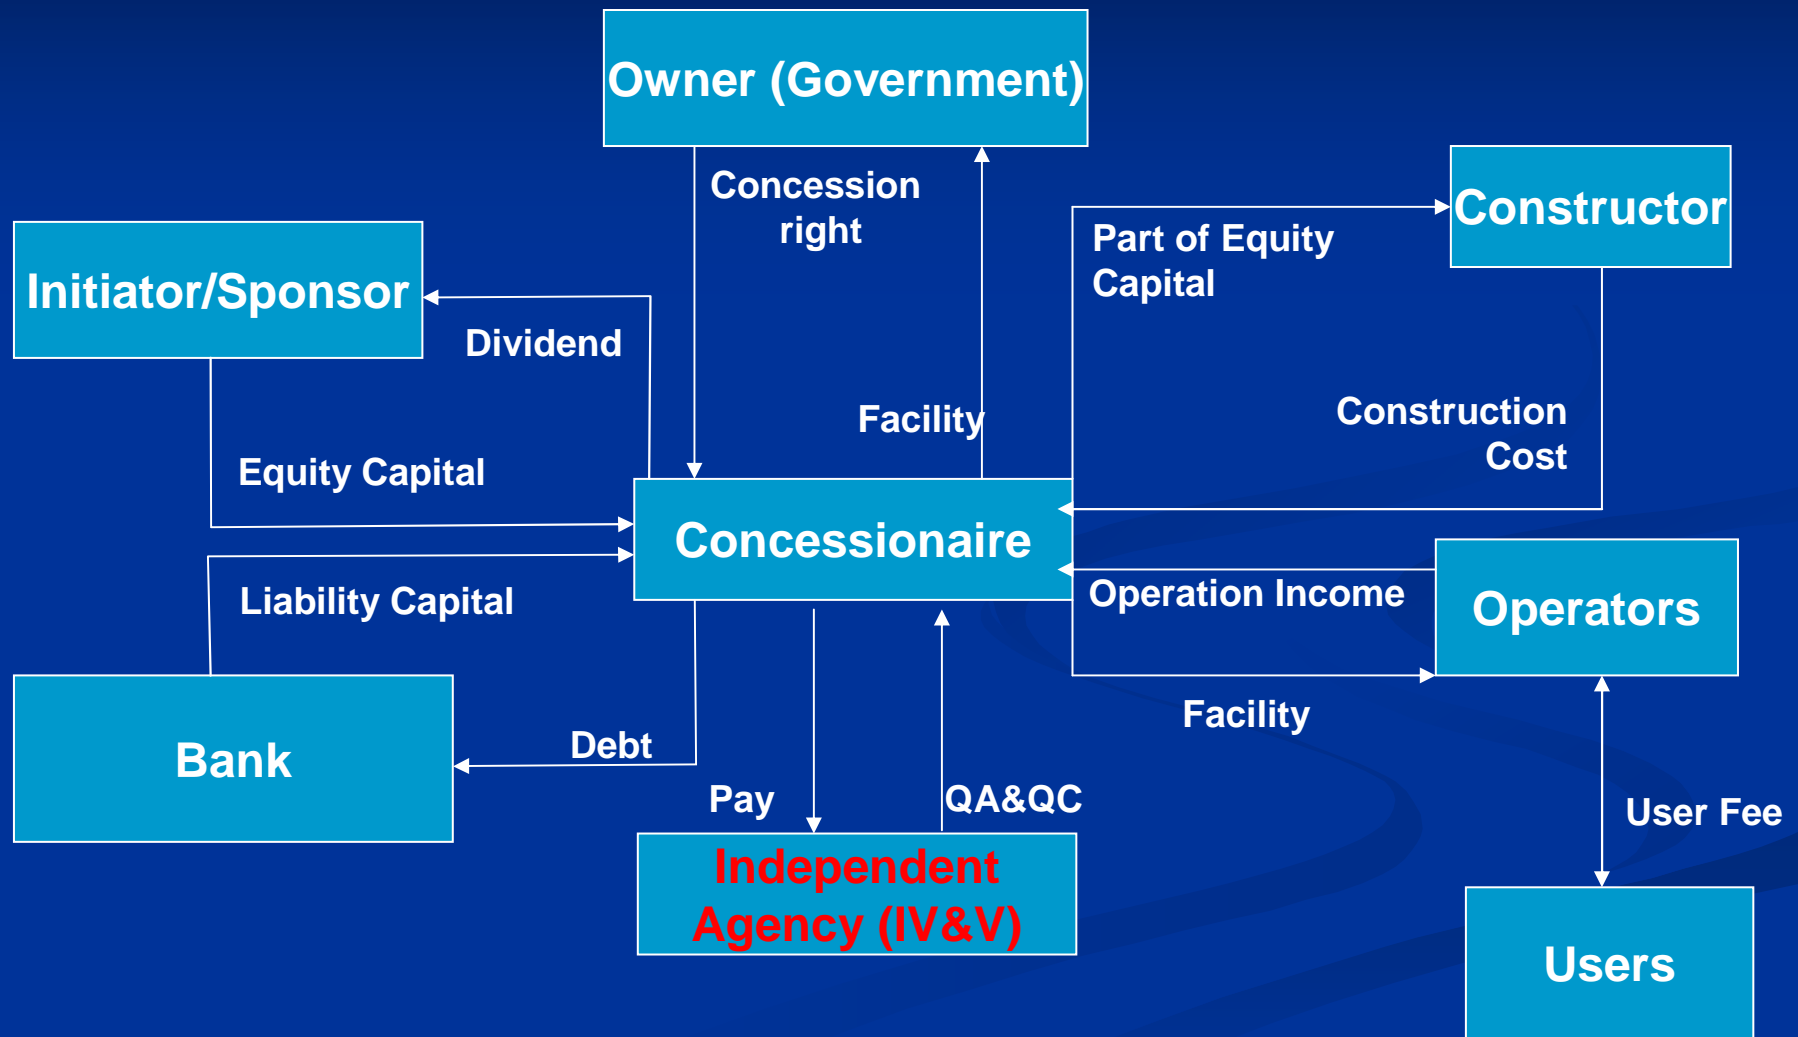 Owner (Government)
Concession
right
Constructor
Part of Equity
Capital
Initiator/Sponsor
Dividend
Facility
Construction
Cost
Equity Capital
Concessionaire
Liability Capital
Operation Income
Operators
Facility
Bank
Debt
Pay
QA&QC
User Fee
Independent
Agency (IV&V)
Users